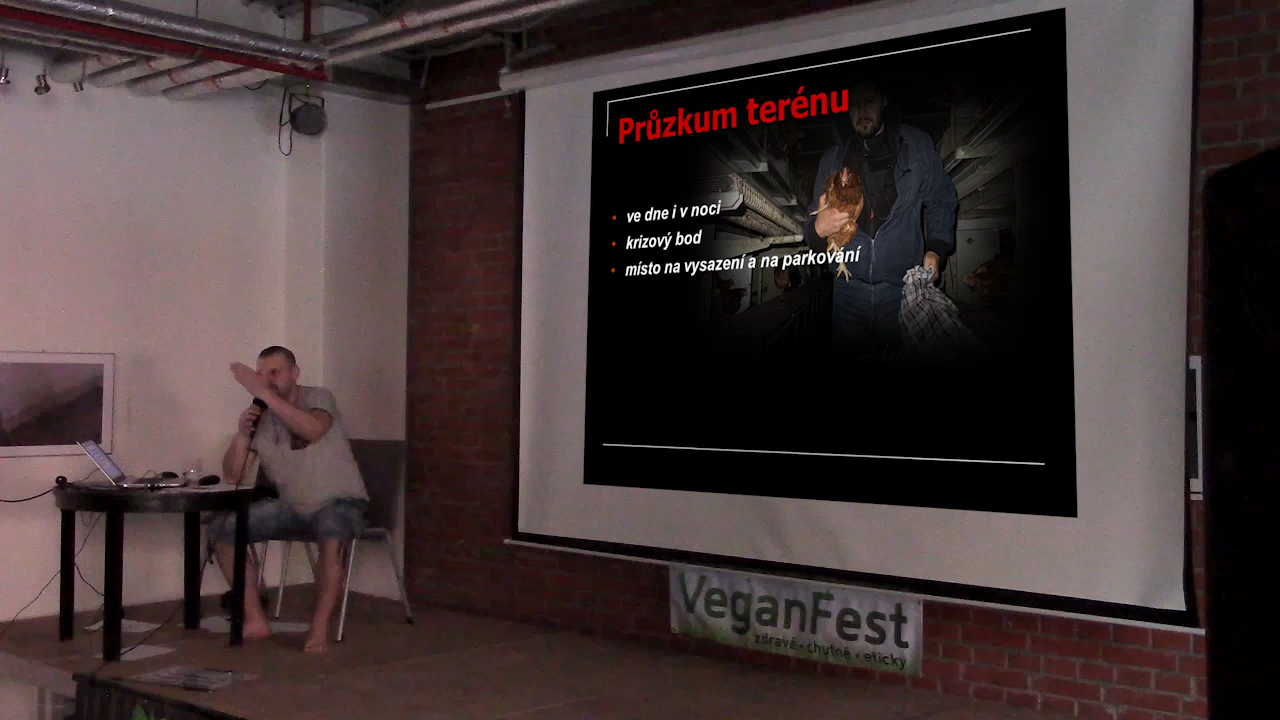 Průzkum terénu
ve dne i v noci
krizový bod
místo na vysazení a na parkování
VeganFest
zdravě • chutně • eticky